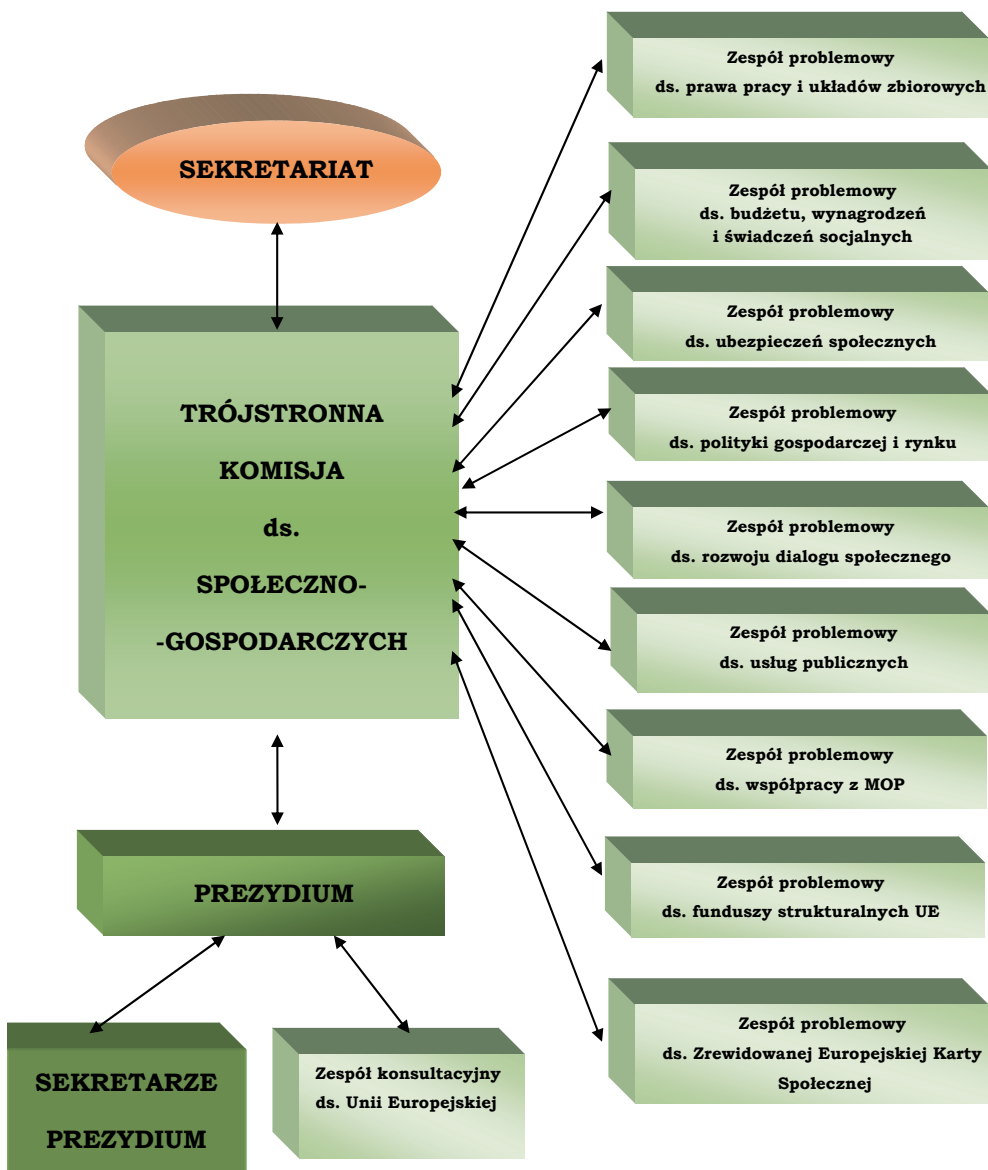 SEKRETARIAT
TRÓJSTRONNA
KOMISJA
ds.
SPOŁECZNO-
-GOSPODARCZYCH
PREZYDIUM
SEKRETARZE
PREZYDIUM
Zespół konsultacyjny
ds. Unii Europejskiej
Zespół problemowy
ds. prawa pracy i układów zbiorowych
Zespół problemowy
ds. budżetu, wynagrodzeń
i świadczeń socjalnych
Zespół problemowy
ds. ubezpieczeń społecznych
Zespół problemowy
ds. polityki gospodarczej i rynku
Zespół problemowy
ds. rozwoju dialogu społecznego
Zespół problemowy
ds. usług publicznych
Zespół problemowy
ds. współpracy z MOP
Zespół problemowy
ds. funduszy strukturalnych UE
Zespół problemowy
ds. Zrewidowanej Europejskiej Karty
Społecznej